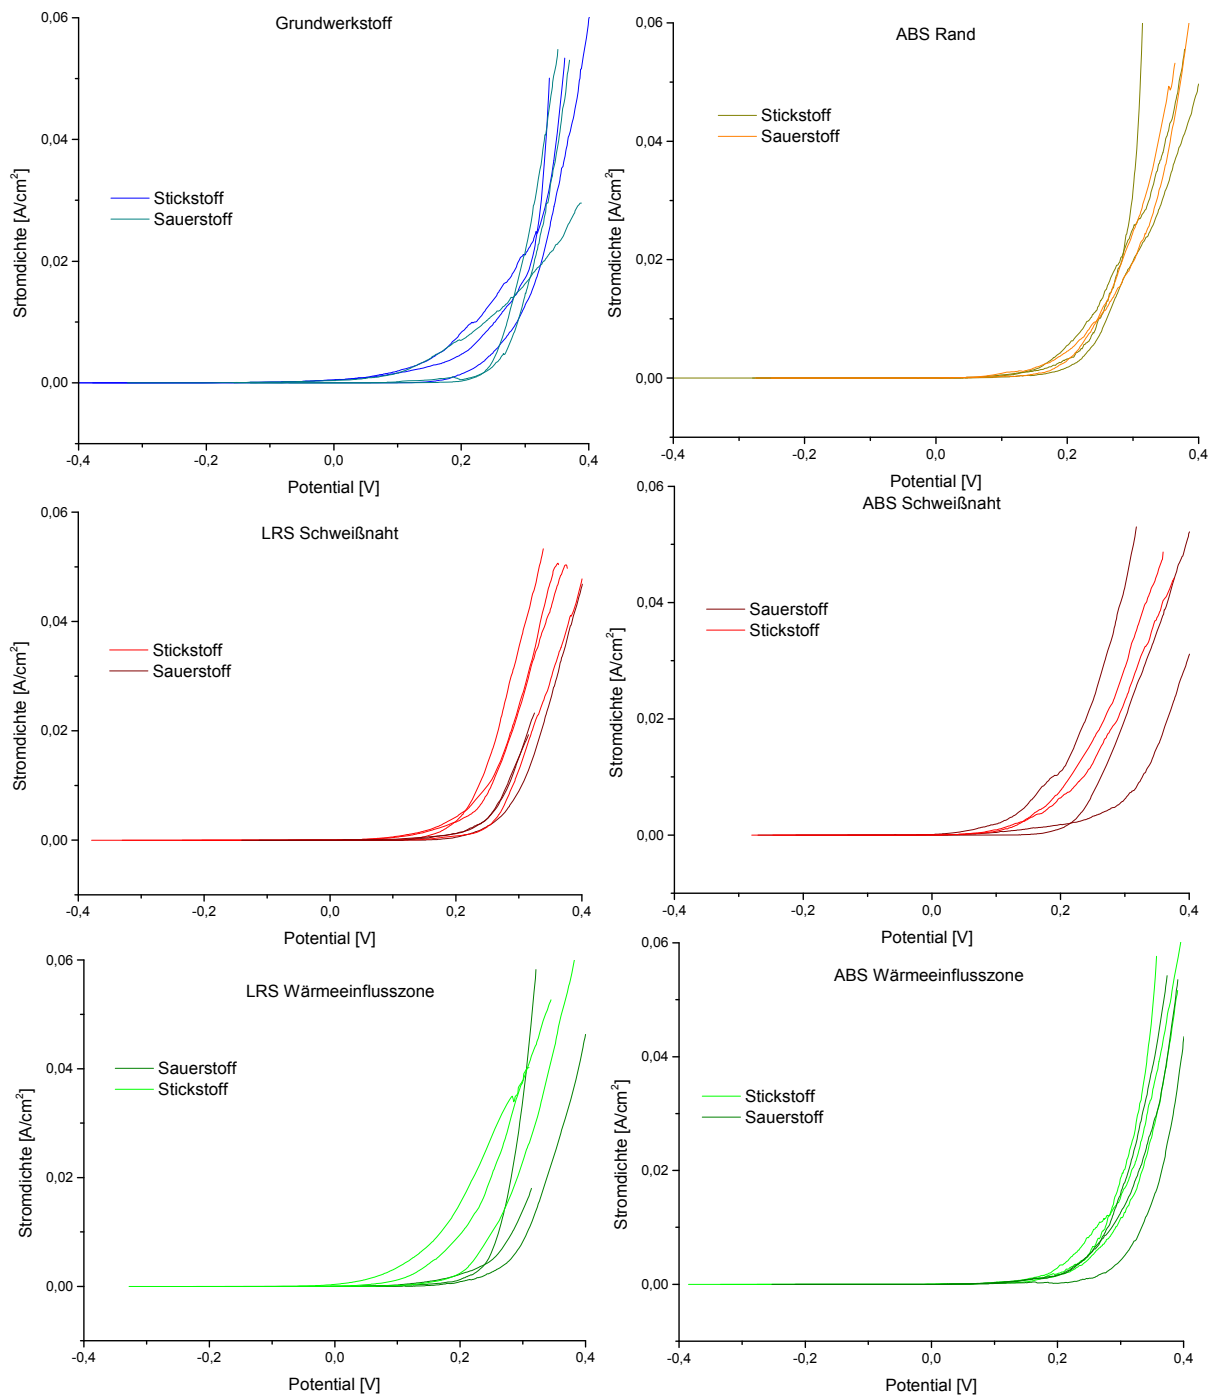 Grundwerkstoff
0,06
0,04
0,02
0,00
Srtomdichte [A/cm²]
Stickstoff
Sauerstoff
-0,4 -0,2 0,0 0,2 0,4
Potential [V]
ABS Rand
0,06
0,04
0,02
0,00
Stromdichte [A/cm²]
Stickstoff
Sauerstoff
-0,4 -0,2 0,0 0,2 0,4
Potential [V]
LRS Schweißnaht
0,06
0,04
0,02
0,00
Stromdichte [A/cm²]
Stickstoff
Sauerstoff
-0,4 -0,2 0,0 0,2 0,4
Potential [V]
ABS Schweißnaht
0,06
0,04
0,02
0,00
Stromdichte [A/cm²]
Sauerstoff
Stickstoff
-0,4 -0,2 0,0 0,2 0,4
Potential [V]
LRS Wärmeeinflusszone
0,06
0,04
0,02
0,00
Stromdichte [A/cm²]
Sauerstoff
Stickstoff
-0,4 -0,2 0,0 0,2 0,4
Potential [V]
ABS Wärmeeinflusszone
0,06
0,04
0,02
0,00
Stromdichte [A/cm²]
Stickstoff
Sauerstoff
-0,4 -0,2 0,0 0,2 0,4
Potential [V]